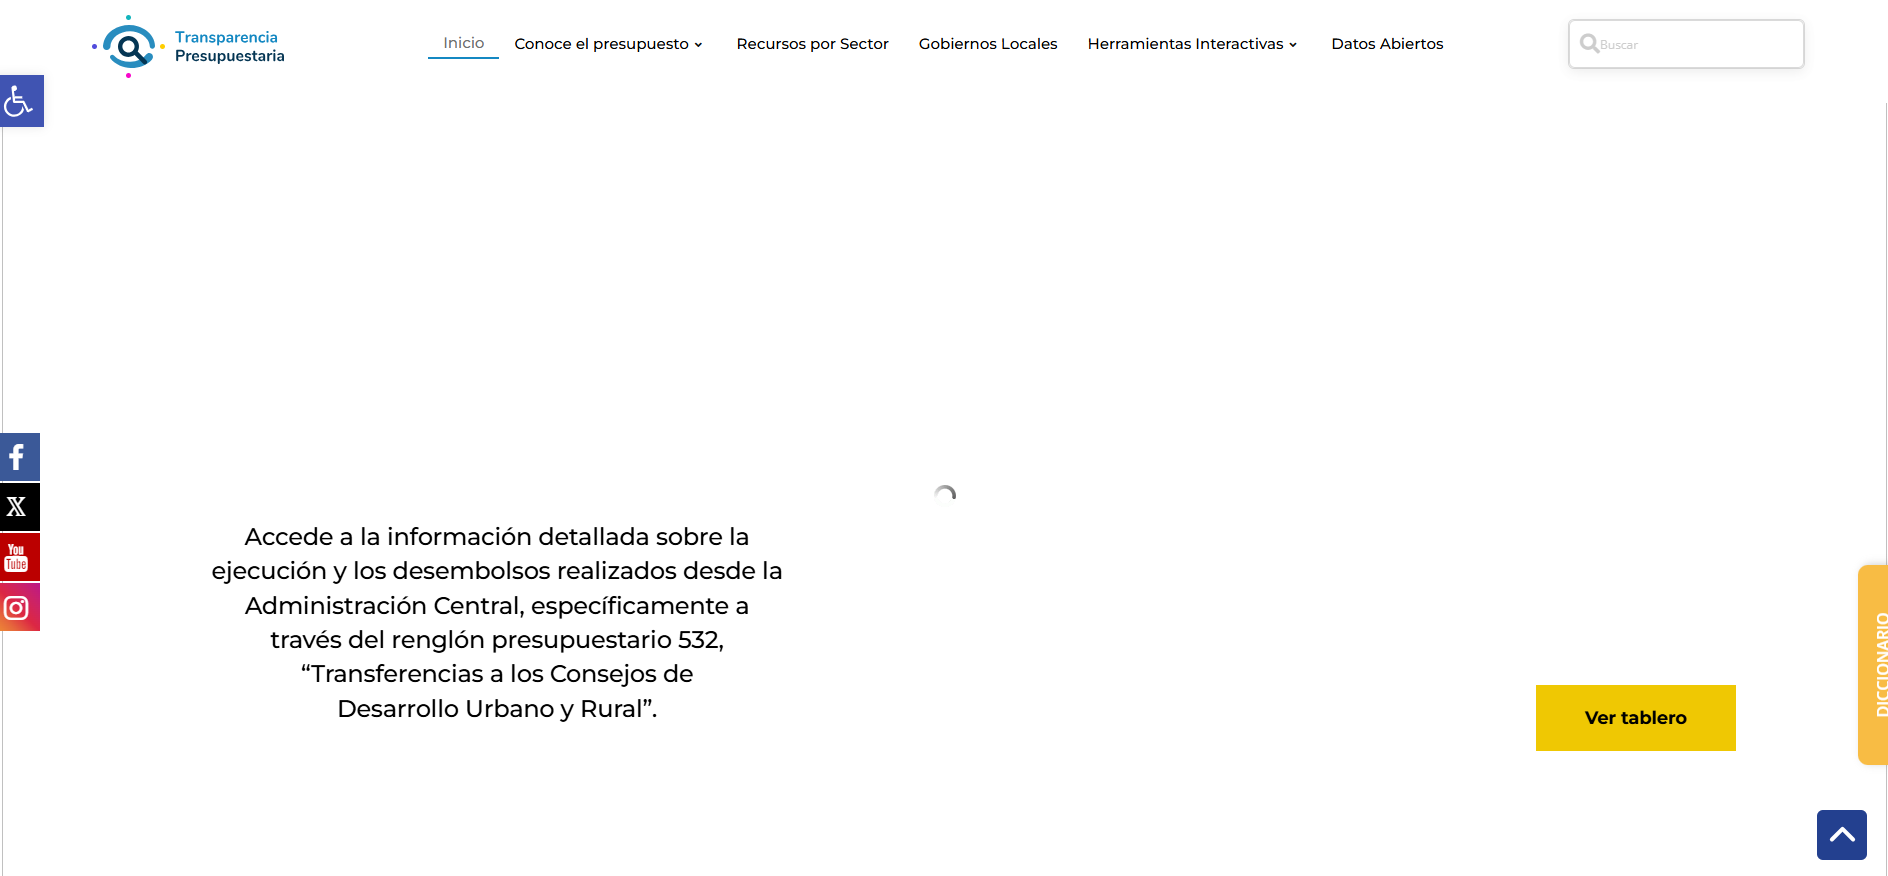 Transparencia
Presupuestaria
Inicio
Conoce el presupuesto
Recursos por Sector
Gobiernos Locales
Herramientas Interactivas
Datos Abiertos
Buscar
You
Tube
Accede a la información detallada sobre la
ejecución y los desembolsos realizados desde la
Administración Central, específicamente a
través del renglón presupuestario 532,
“Transferencias a los Consejos de
Desarrollo Urbano y Rural”.
DICCIONARIO
Ver tablero